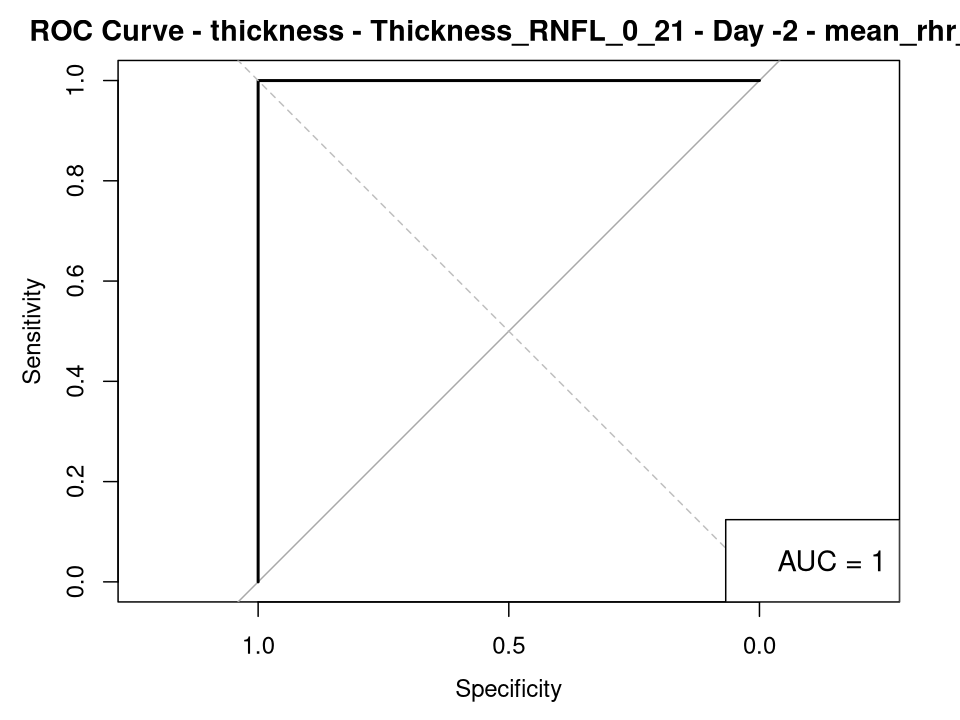 ROC Curve - thickness - Thickness_RNFL_0_21 - Day -2 - mean_rhr_
1.0
0.8
0.6
0.4
0.2
0.0
Sensitivity
AUC = 1
1.0 0.5 0.0
Specificity